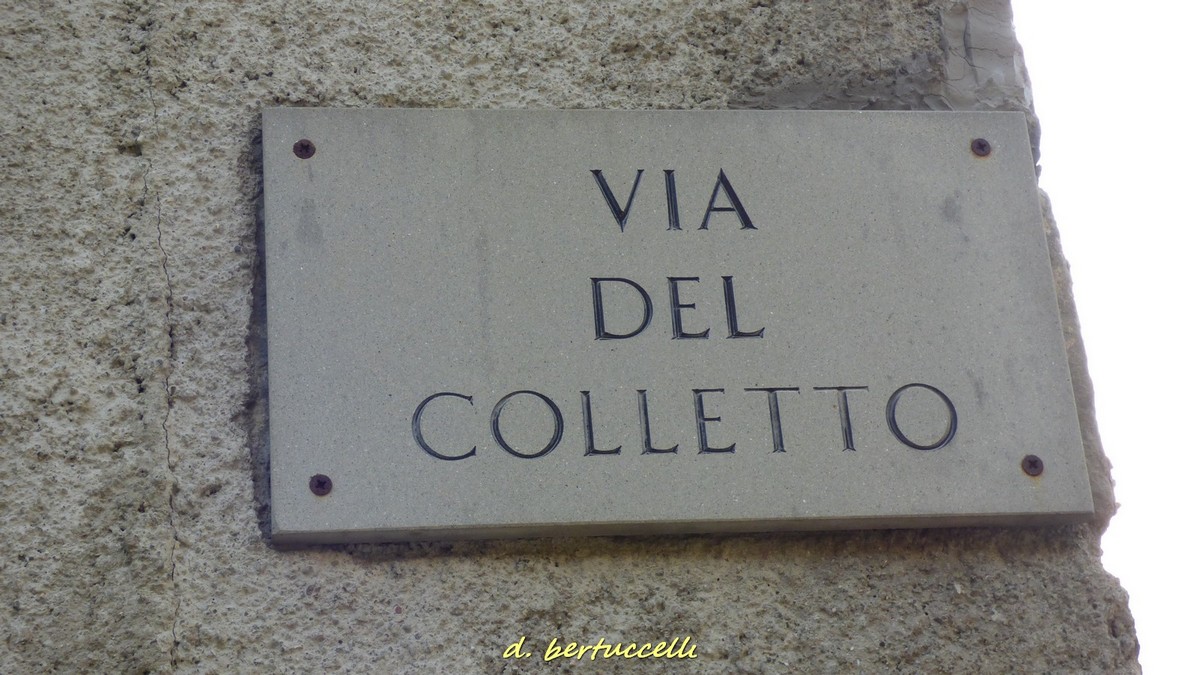 VIA
DEL
COLLETTO
d. bertuccelli